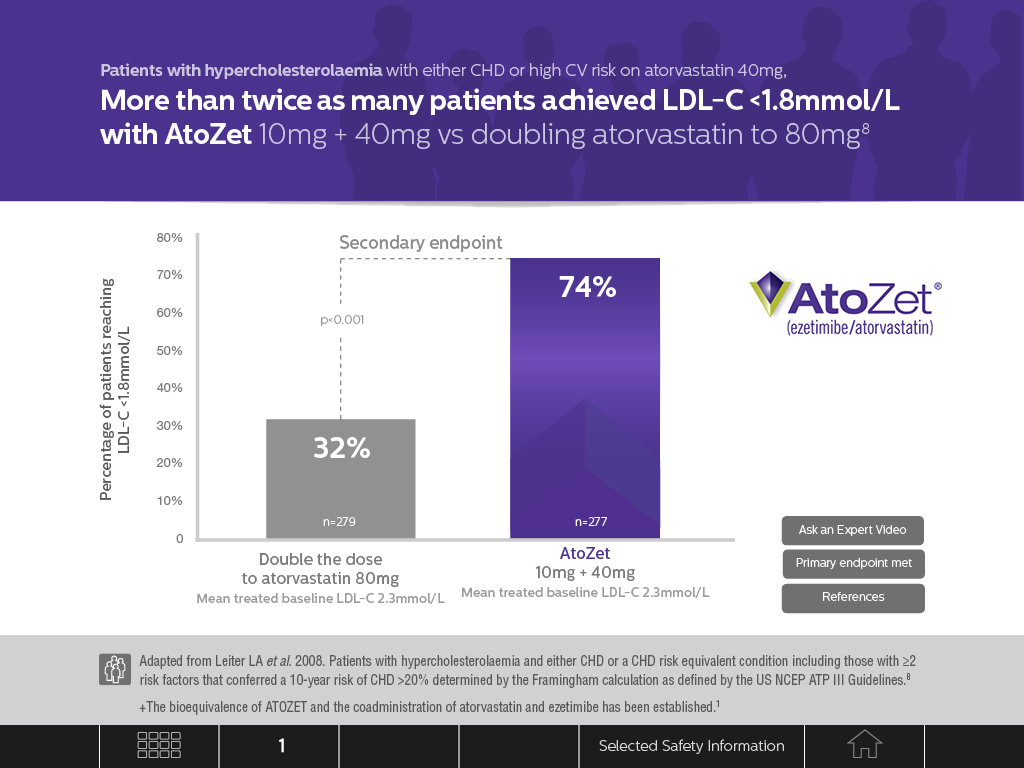 Patients with hypercholesterolaemia with either CHD or high CV risk on atorvastatin 40mg,
More than twice as many patients achieved LDL-C <1.8mmol/L
with AtoZet 10mg + 40mg vs doubling atorvastatin to 80mg⁸
Percentage of patients reaching
LDL-C <1.8mmol/L
80%
70%
60%
50%
40%
30%
20%
10%
0
Secondary endpoint
p<0.001
32%
n=279
74%
n=277
Double the dose
to atorvastatin 80mg
Mean treated baseline LDL-C 2.3mmol/L
AtoZet
10mg + 40mg
Mean treated baseline LDL-C 2.3mmol/L
AtoZet®
(ezetimibe/atorvastatin)
Ask an Expert Video
Primary endpoint met
References
Adapted from Leiter LA et al. 2008. Patients with hypercholesterolaemia and either CHD or a CHD risk equivalent condition including those with ≥2
risk factors that conferred a 10-year risk of CHD >20% determined by the Framingham calculation as defined by the US NCEP ATP III Guidelines.⁸
+The bioequivalence of ATOZET and the coadministration of atorvastatin and ezetimibe has been established.¹
1
Selected Safety Information